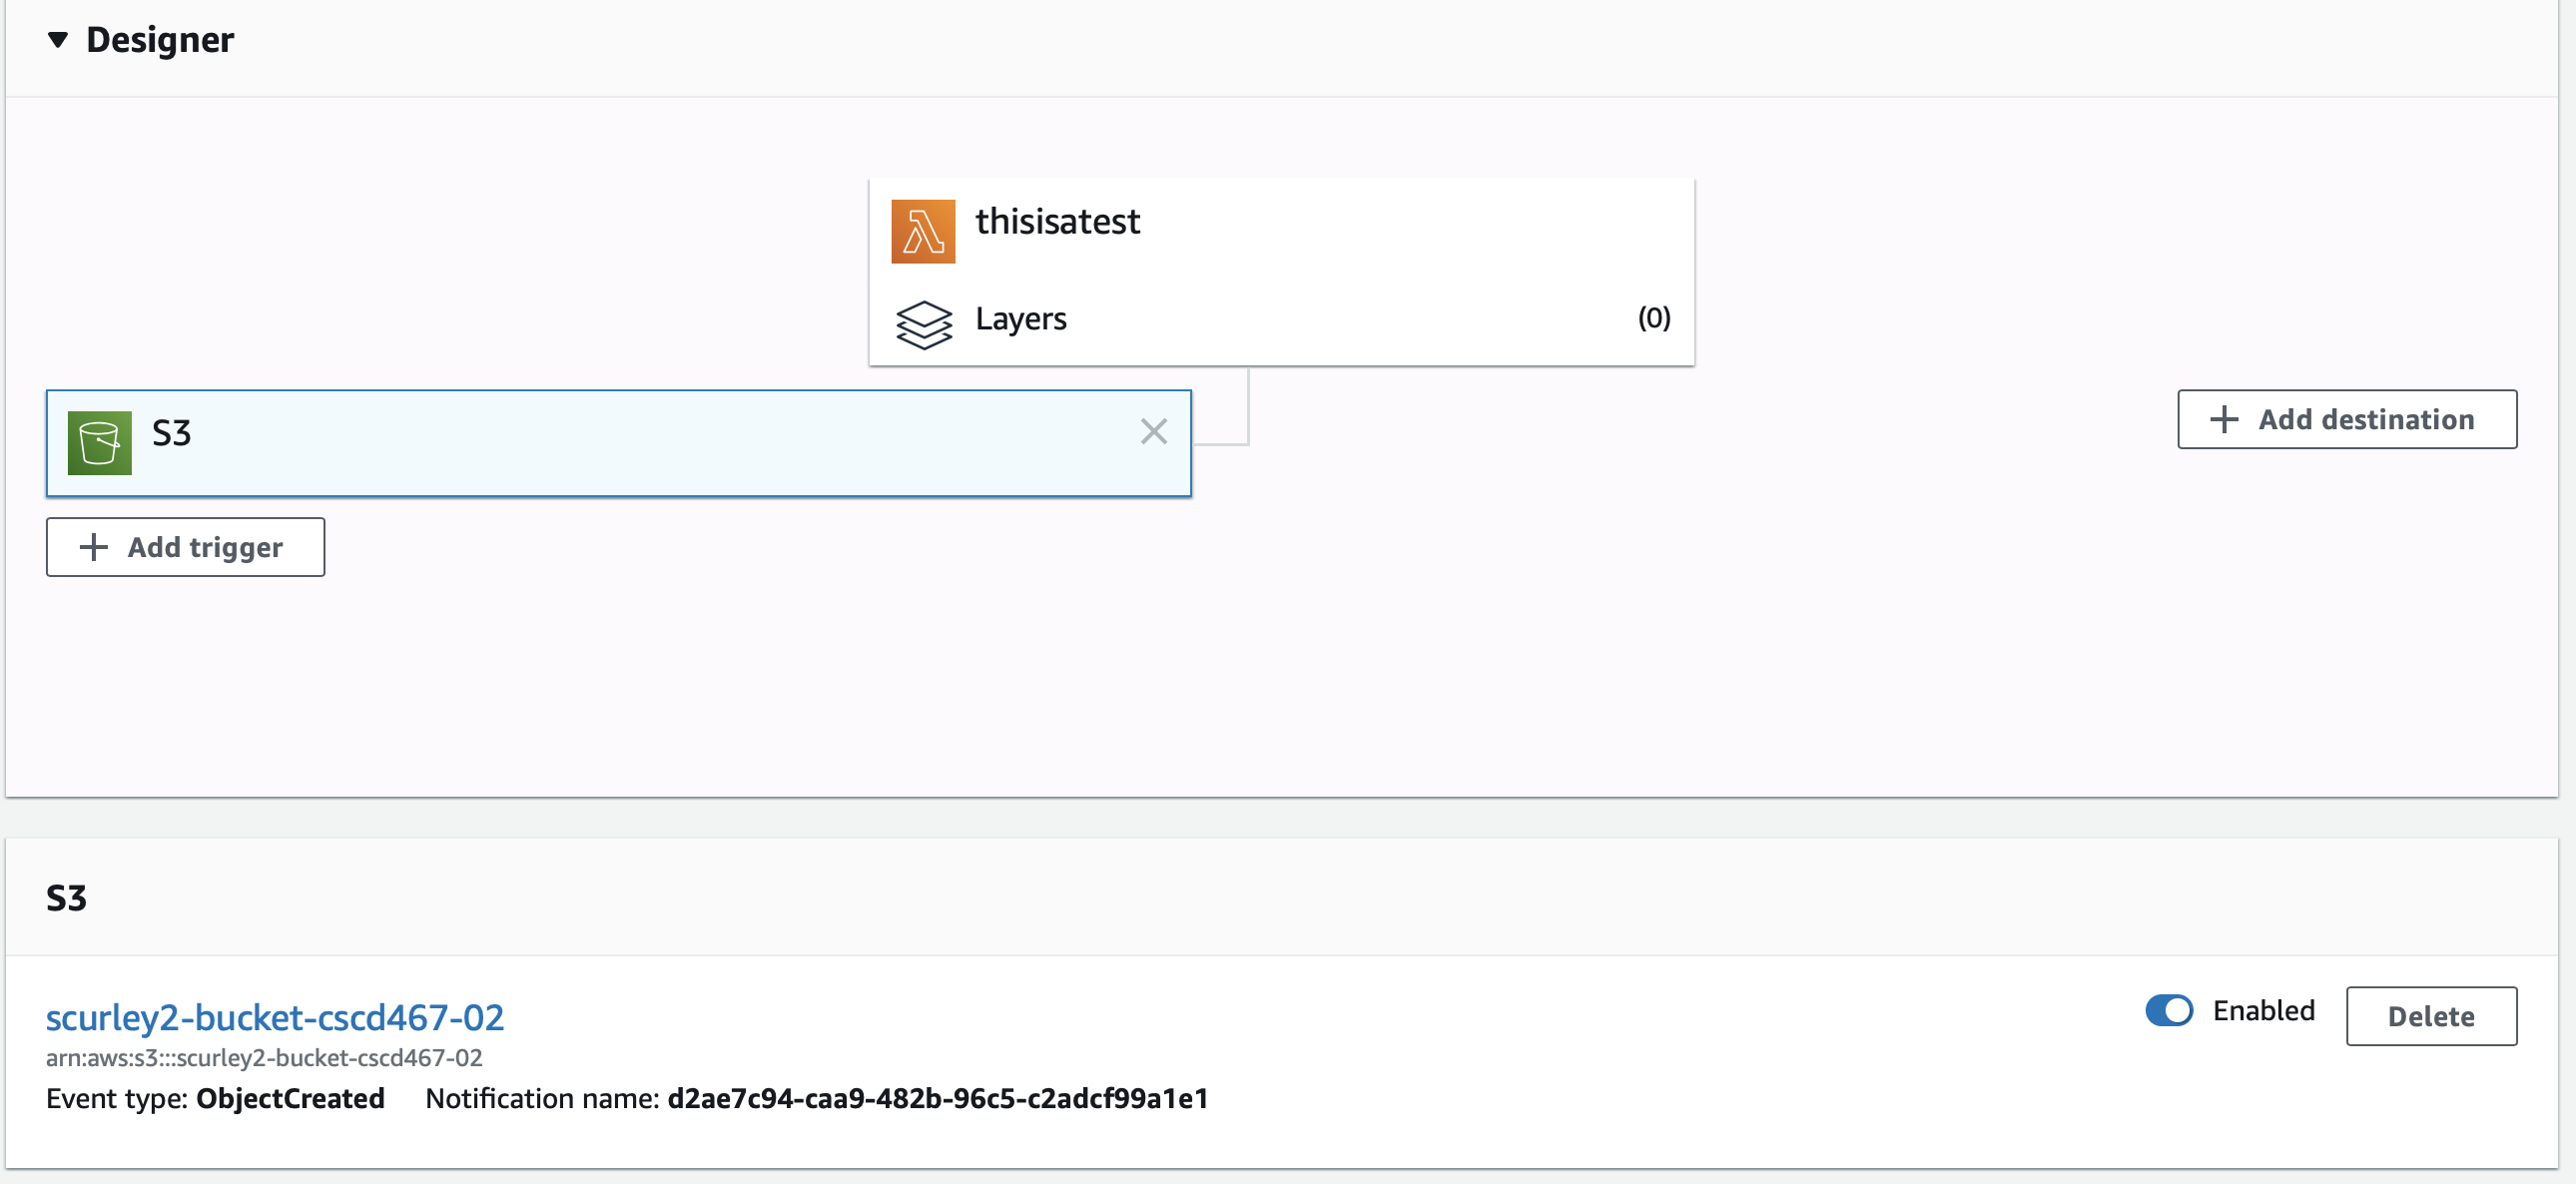 Designer
thisisatest
Layers (0)
S3
Add destination
Add trigger
S3
scurley2-bucket-cscd467-02
Enabled
Delete
arn:aws:s3:::scurley2-bucket-cscd467-02
Event type: ObjectCreated Notification name: d2ae7c94-caa9-482b-96c5-c2adcf99a1e1